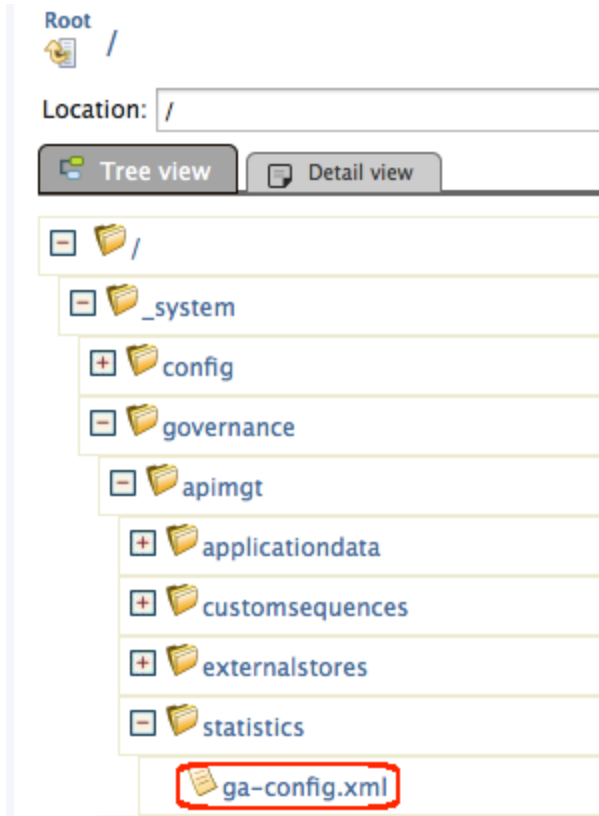 Root
/
Location: /
Tree view Detail view
/
_system
config
governance
apimgt
applicationdata
customsequences
externalstores
statistics
ga-config.xml